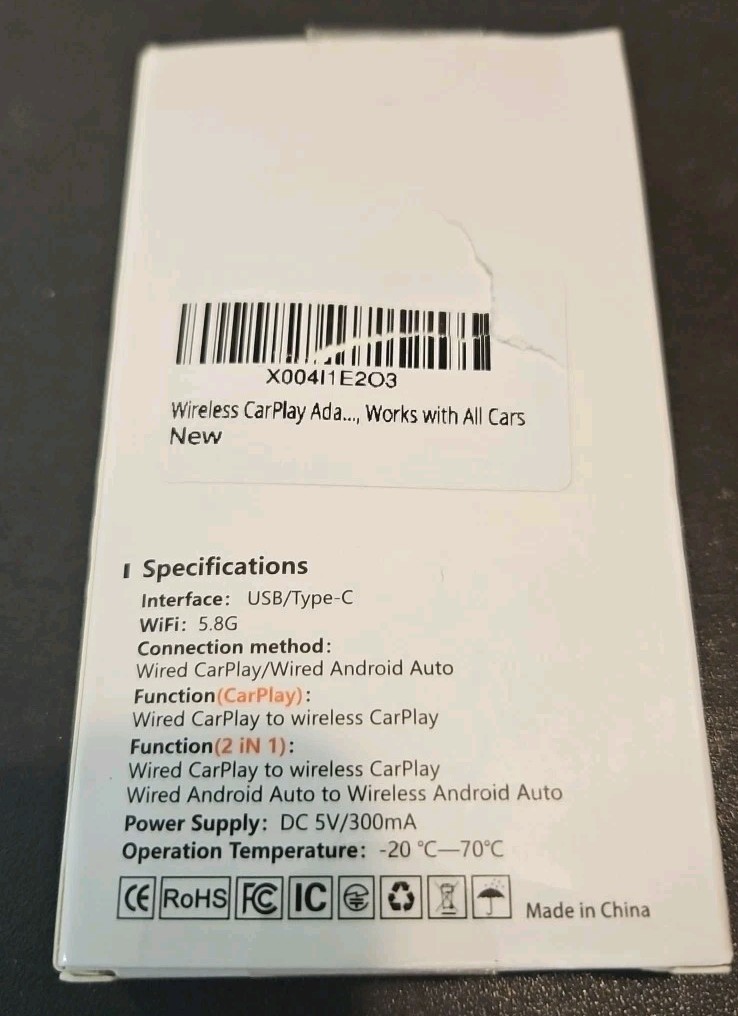 X004I1E2O3
Wireless CarPlay Ada..., Works with All Cars
New
Specifications
Interface: USB/Type-C
WiFi: 5.8G
Connection method:
Wired CarPlay/Wired Android Auto
Function(CarPlay):
Wired CarPlay to wireless CarPlay
Function(2 iN 1):
Wired CarPlay to wireless CarPlay
Wired Android Auto to Wireless Android Auto
Power Supply: DC 5V/300mA
Operation Temperature: -20 ℃—70℃
CE RoHS FC IC Made in China